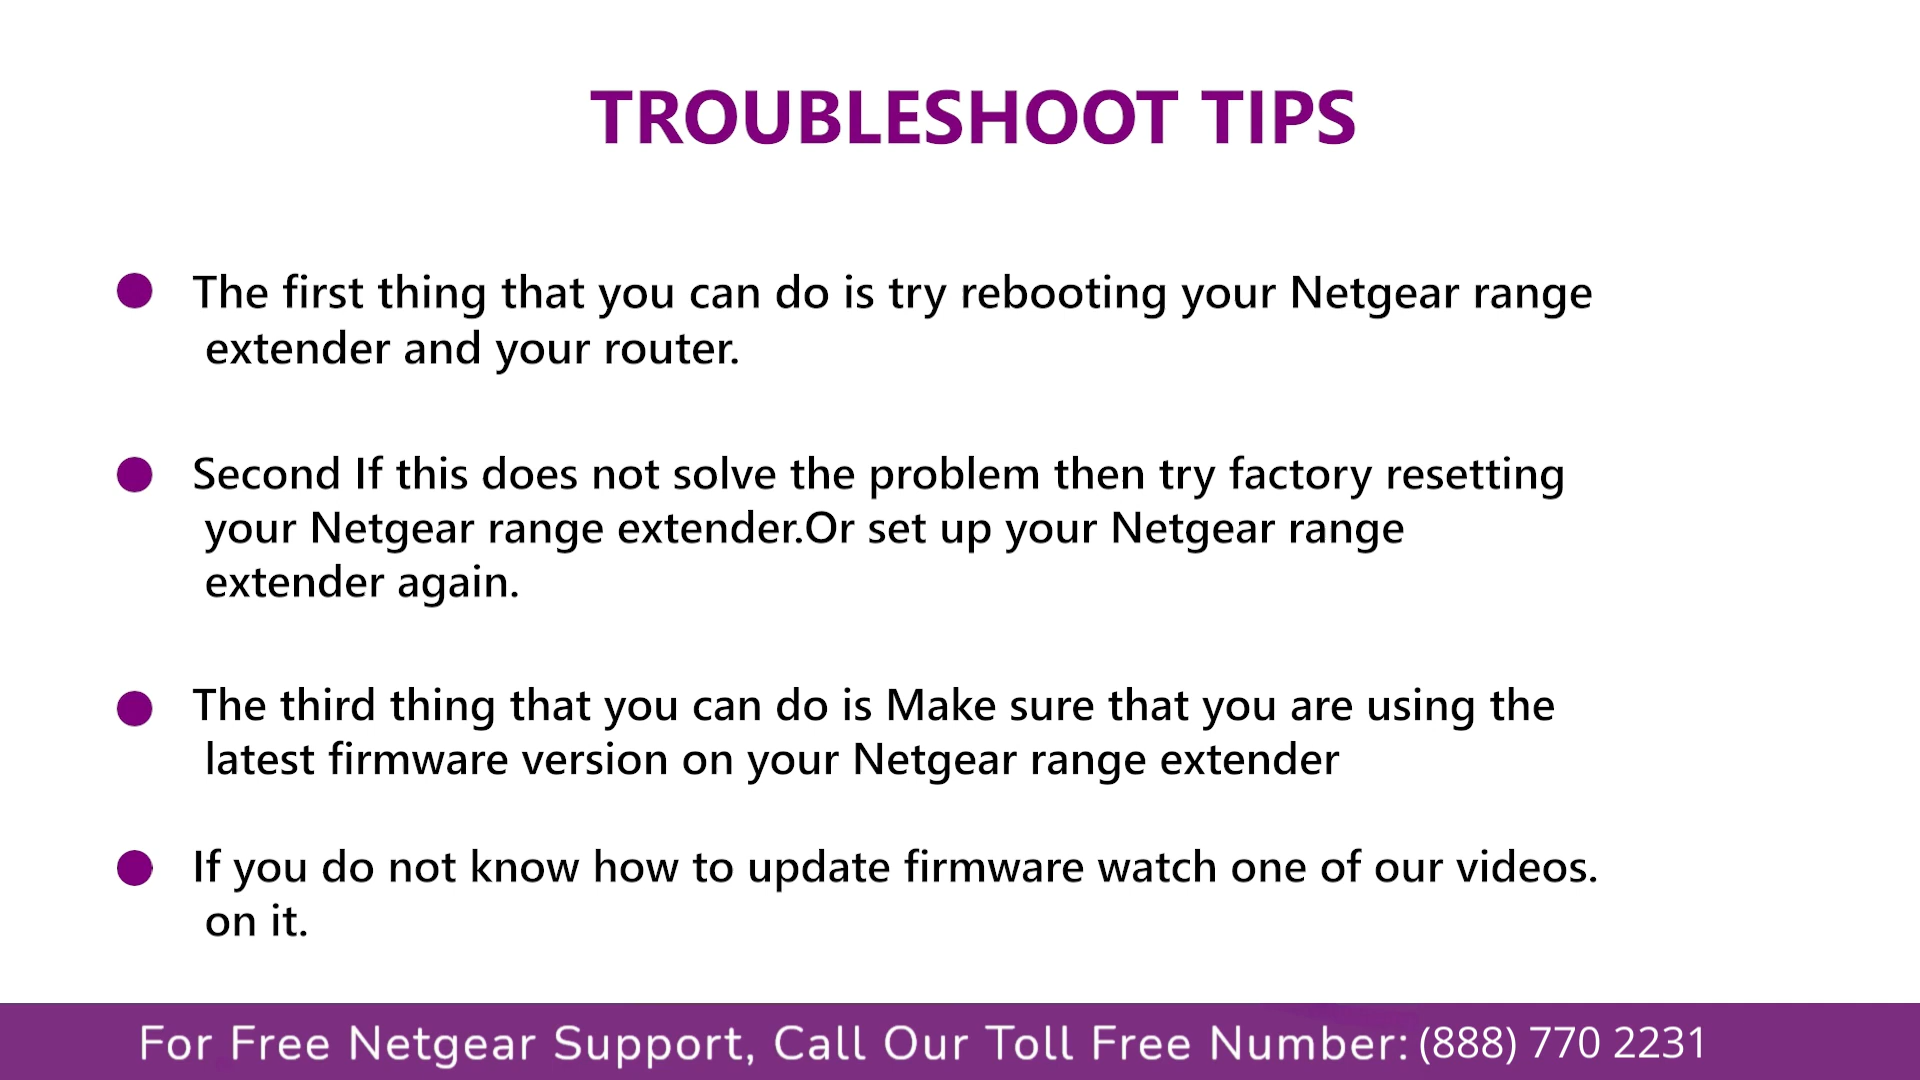 TROUBLESHOOT TIPS
The first thing that you can do is try rebooting your Netgear range
extender and your router.
Second If this does not solve the problem then try factory resetting
your Netgear range extender.Or set up your Netgear range
extender again.
The third thing that you can do is Make sure that you are using the
latest firmware version on your Netgear range extender
If you do not know how to update firmware watch one of our videos.
on it.
For Free Netgear Support, Call Our Toll Free Number: (888) 770 2231